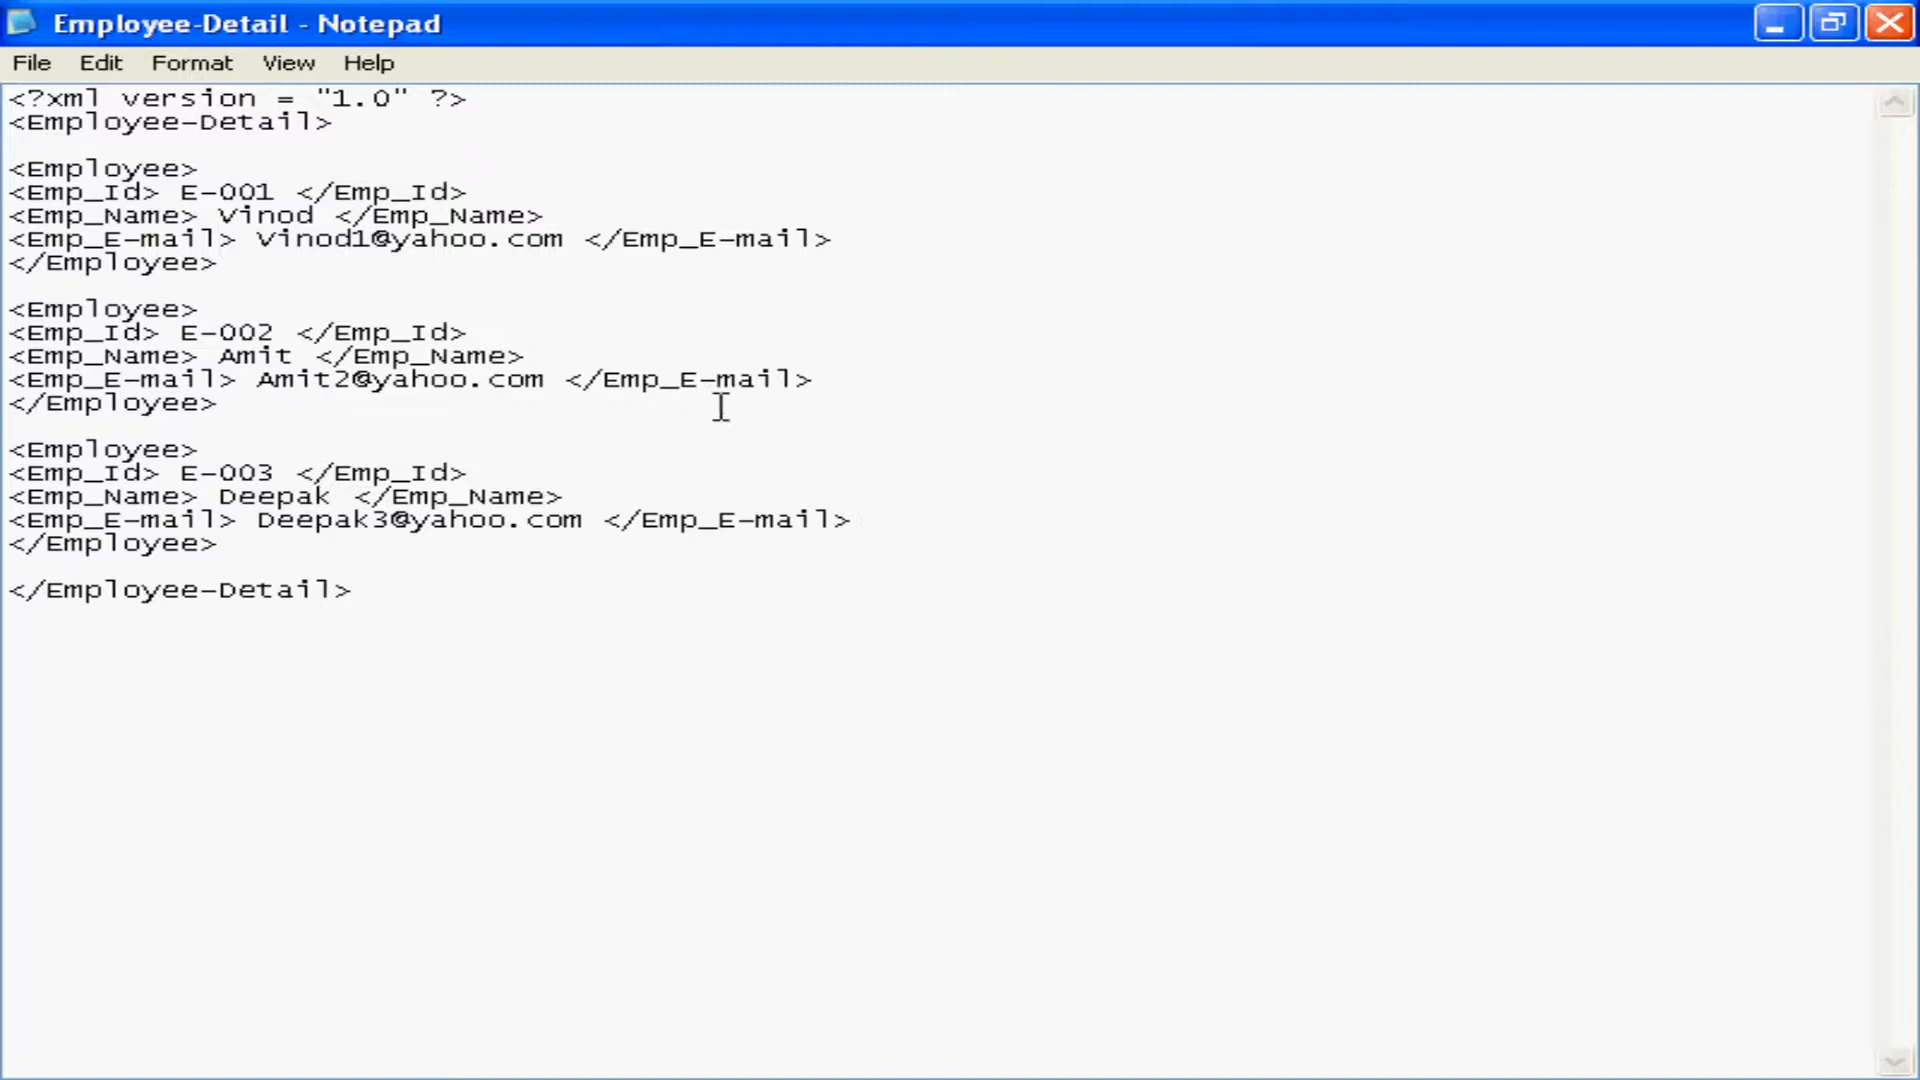 Employee-Detail - Notepad
File Edit Format View Help
<?xml version = "1.0" ?>
<Employee-Detail>
<Employee>
<Emp_Id> E-001 </Emp_Id>
<Emp_Name> Vinod </Emp_Name>
<Emp_E-mail> Vinod1@yahoo.com </Emp_E-mail>
</Employee>
<Employee>
<Emp_Id> E-002 </Emp_Id>
<Emp_Name> Amit </Emp_Name>
<Emp_E-mail> Amit2@yahoo.com </Emp_E-mail>
</Employee>
<Employee>
<Emp_Id> E-003 </Emp_Id>
<Emp_Name> Deepak </Emp_Name>
<Emp_E-mail> Deepak3@yahoo.com </Emp_E-mail>
</Employee>
</Employee-Detail>